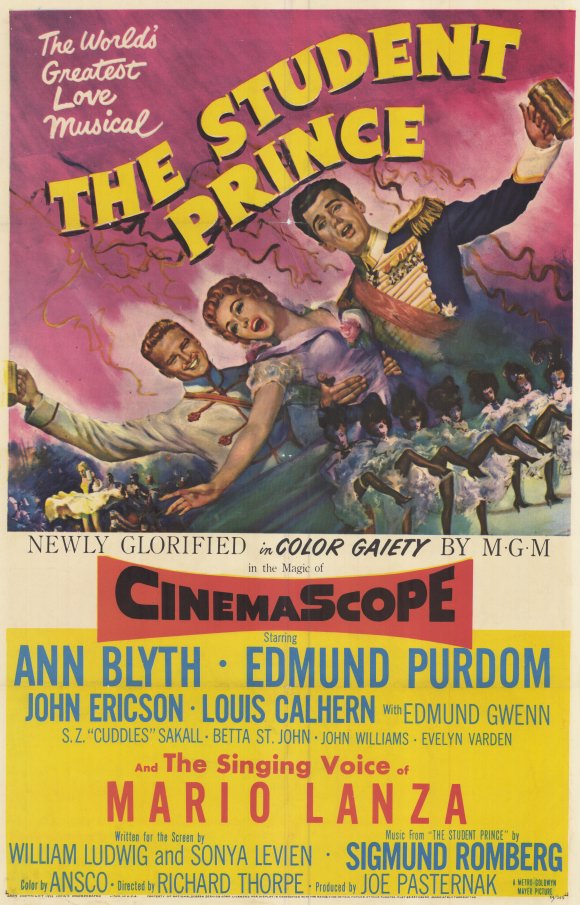 The World's
Greatest
Love
Musical
THE STUDENT
PRINCE
NEWLY GLORIFIED in COLOR GAIETY BY M·G·M
in the Magic of
CINEMASCOPE
Starring
ANN BLYTH · EDMUND PURDOM
JOHN ERICSON · LOUIS CALHERN With EDMUND GWENN
S. Z. "CUDDLES" SAKALL · BETTA ST. JOHN · JOHN WILLIAMS · EVELYN VARDEN
And The Singing Voice of
MARIO LANZA
Written for the Screen by
WILLIAM LUDWIG and SONYA LEVIEN ·
Music From "THE STUDENT PRINCE" by
SIGMUND ROMBERG
Color by ANSCO · Directed by RICHARD THORPE · Produced by JOE PASTERNAK
A METRO-GOLDWYN
MAYER PICTURE